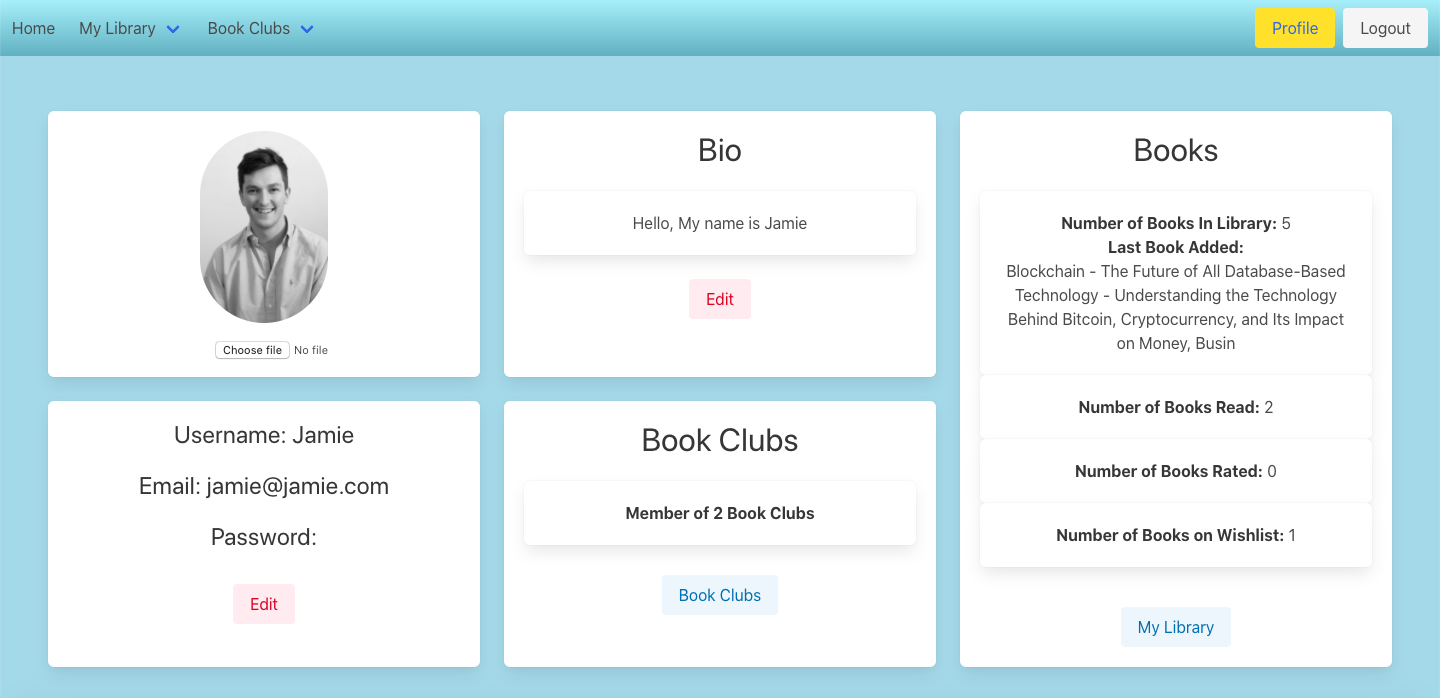 Home
My Library
Book Clubs
Profile
Logout
Choose file No file
Username: Jamie
Email: jamie@jamie.com
Password:
Edit
Bio
Hello, My name is Jamie
Edit
Book Clubs
Member of 2 Book Clubs
Book Clubs
Books
Number of Books In Library: 5
Last Book Added:
Blockchain - The Future of All Database-Based
Technology - Understanding the Technology
Behind Bitcoin, Cryptocurrency, and Its Impact
on Money, Busin
Number of Books Read: 2
Number of Books Rated: 0
Number of Books on Wishlist: 1
My Library